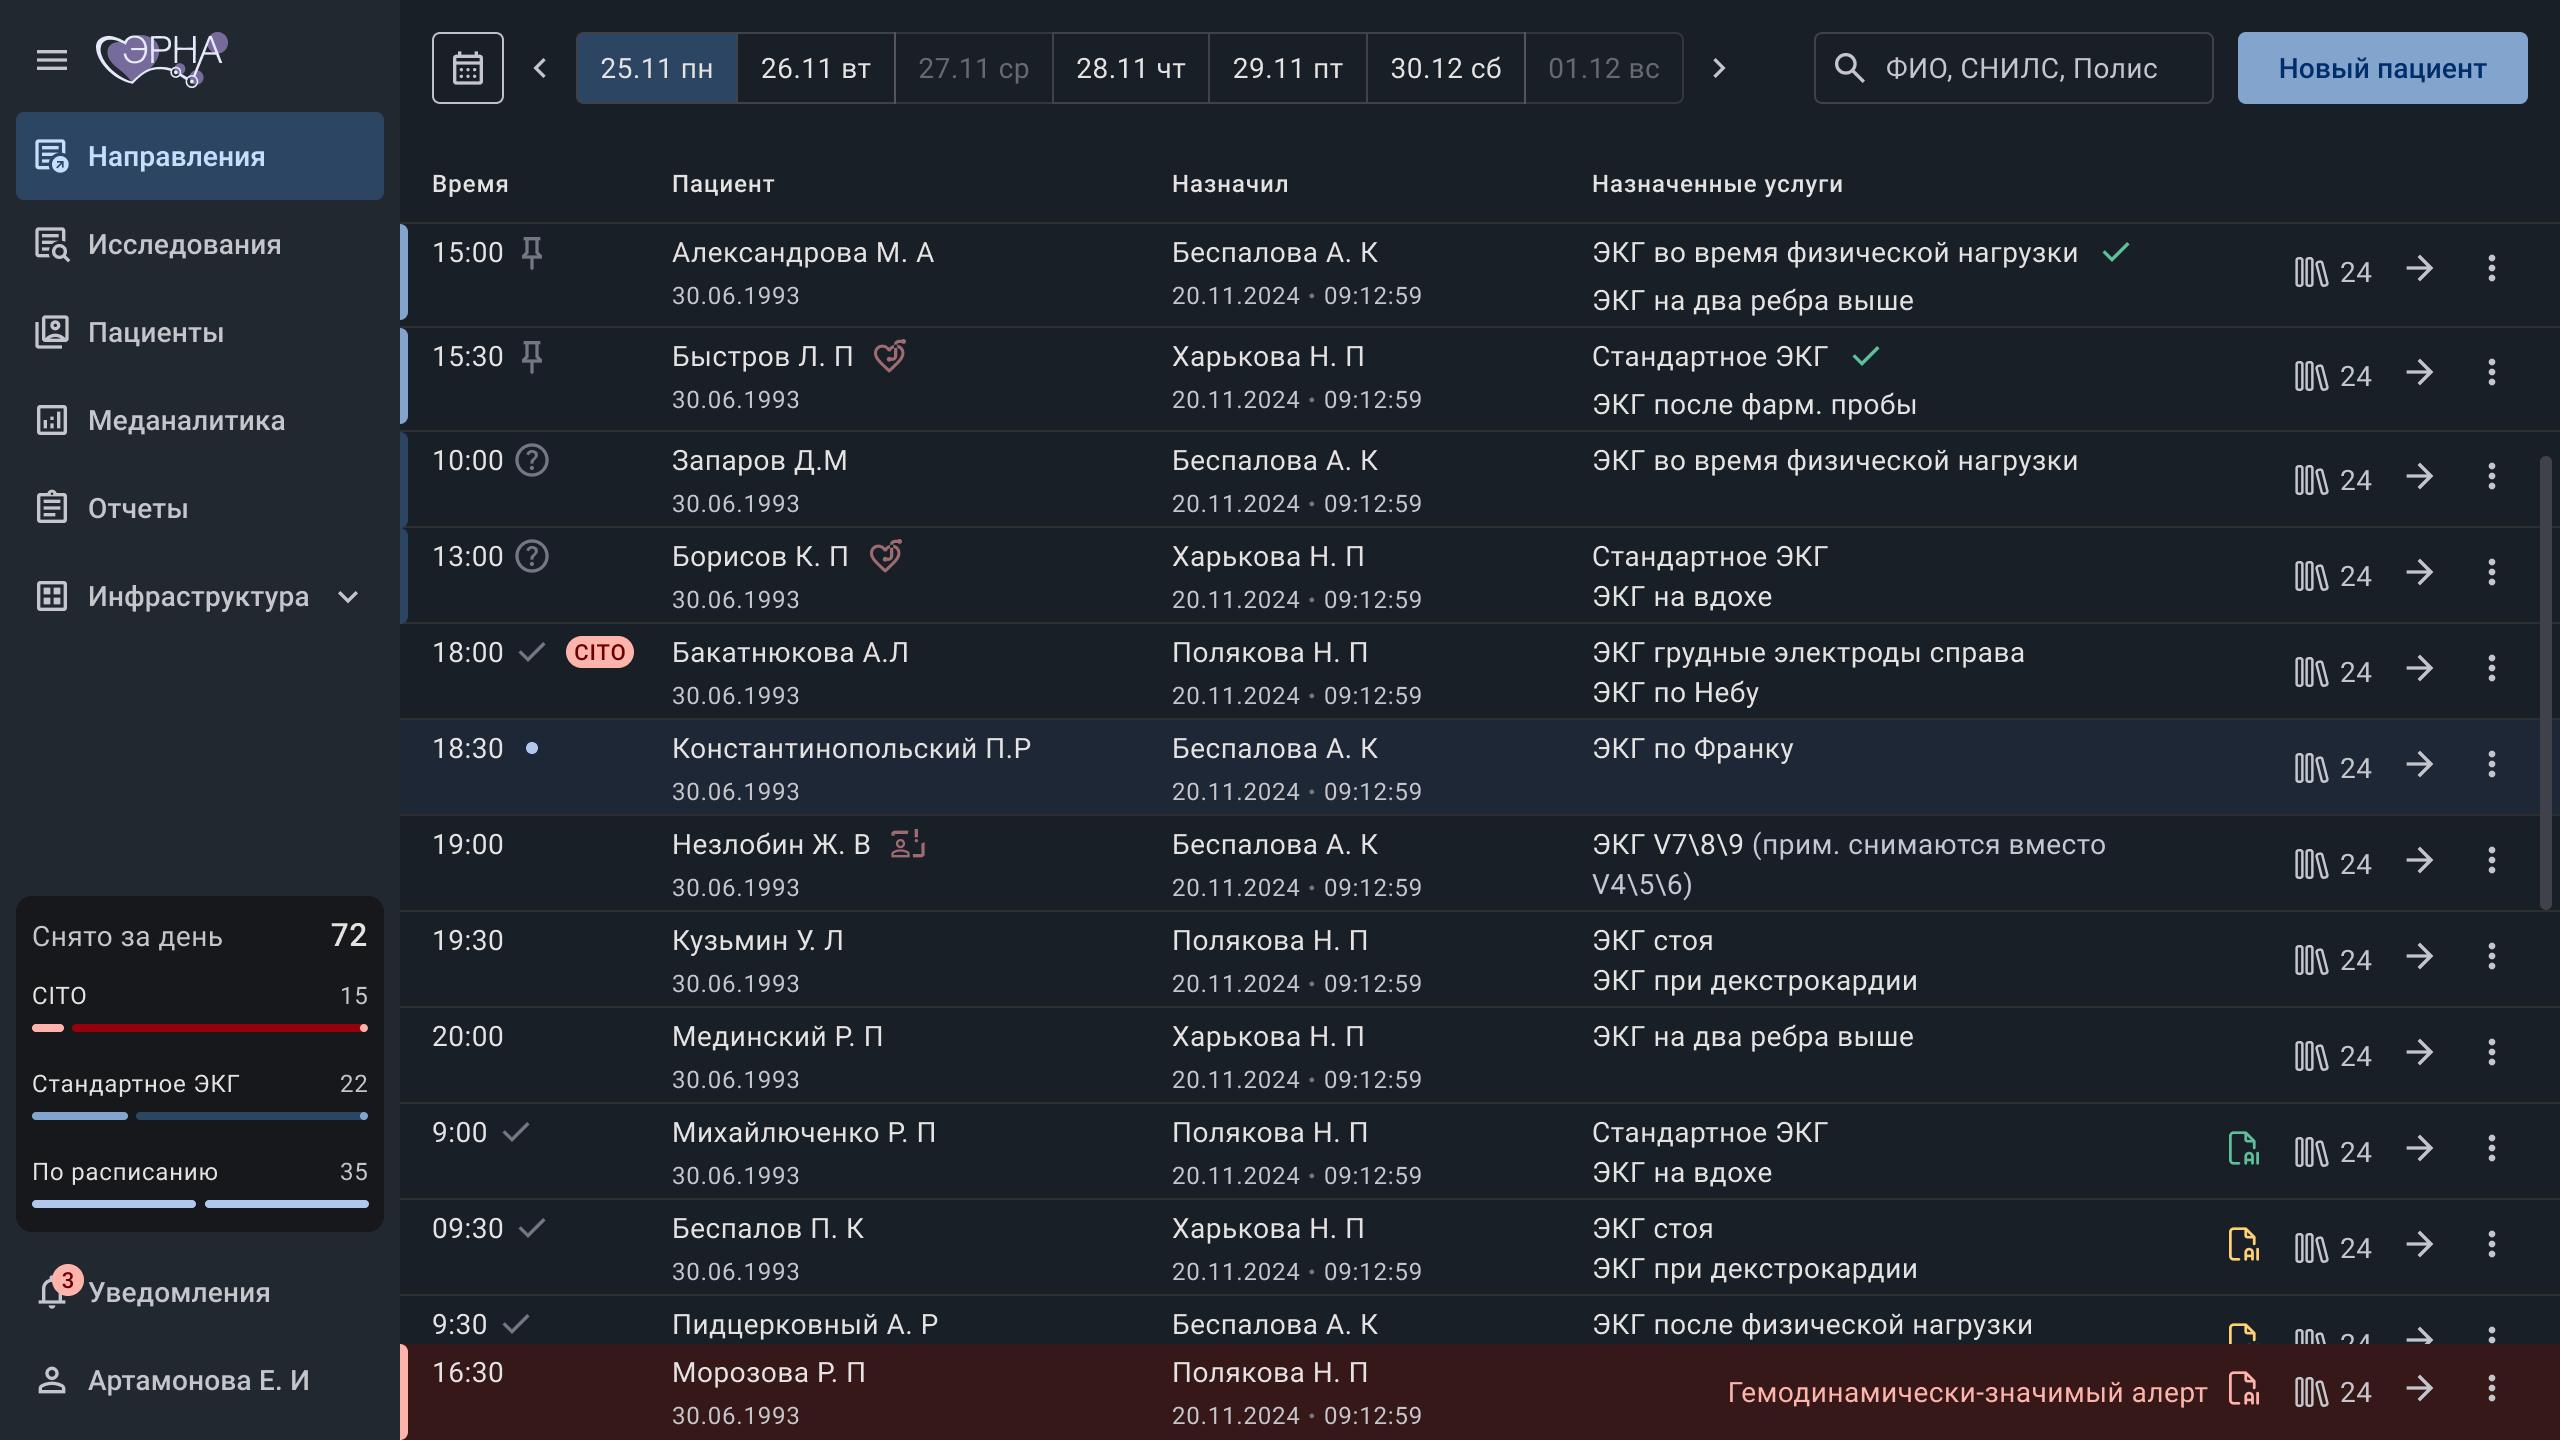 ЭРНА
Направления
Исследования
Пациенты
Меданалитика
Отчеты
Инфраструктура
Снято за день 72
CITO 15
Стандартное ЭКГ 22
По расписанию 35
3
Уведомления
Артамонова Е. И
25.11 пн 26.11 вт 27.11 ср 28.11 чт 29.11 пт 30.12 сб 01.12 вс
ФИО, СНИЛС, Полис
Новый пациент
Время Пациент Назначил Назначенные услуги
15:00 Александрова М. А Беспалова А. К ЭКГ во время физической нагрузки 24
30.06.1993 20.11.2024 • 09:12:59 ЭКГ на два ребра выше
15:30 Быстров Л. П Харькова Н. П Стандартное ЭКГ 24
30.06.1993 20.11.2024 • 09:12:59 ЭКГ после фарм. пробы
10:00 Запаров Д.М Беспалова А. К ЭКГ во время физической нагрузки 24
30.06.1993 20.11.2024 • 09:12:59
13:00 Борисов К. П Харькова Н. П Стандартное ЭКГ 24
30.06.1993 20.11.2024 • 09:12:59 ЭКГ на вдохе
18:00 CITO Бакатнюкова А.Л Полякова Н. П ЭКГ грудные электроды справа 24
30.06.1993 20.11.2024 • 09:12:59 ЭКГ по Небу
18:30 Константинопольский П.Р Беспалова А. К ЭКГ по Франку 24
30.06.1993 20.11.2024 • 09:12:59
19:00 Незлобин Ж. В Беспалова А. К ЭКГ V7\8\9 (прим. снимаются вместо 24
30.06.1993 20.11.2024 • 09:12:59 V4\5\6)
19:30 Кузьмин У. Л Полякова Н. П ЭКГ стоя 24
30.06.1993 20.11.2024 • 09:12:59 ЭКГ при декстрокардии
20:00 Мединский Р. П Харькова Н. П ЭКГ на два ребра выше 24
30.06.1993 20.11.2024 • 09:12:59
9:00 Михайлюченко Р. П Полякова Н. П Стандартное ЭКГ AI 24
30.06.1993 20.11.2024 • 09:12:59 ЭКГ на вдохе
09:30 Беспалов П. К Харькова Н. П ЭКГ стоя AI 24
30.06.1993 20.11.2024 • 09:12:59 ЭКГ при декстрокардии
9:30 Пидцерковный А. Р Беспалова А. К ЭКГ после физической нагрузки 24
16:30 Морозова Р. П Полякова Н. П Гемодинамически-значимый алерт AI 24
30.06.1993 20.11.2024 • 09:12:59